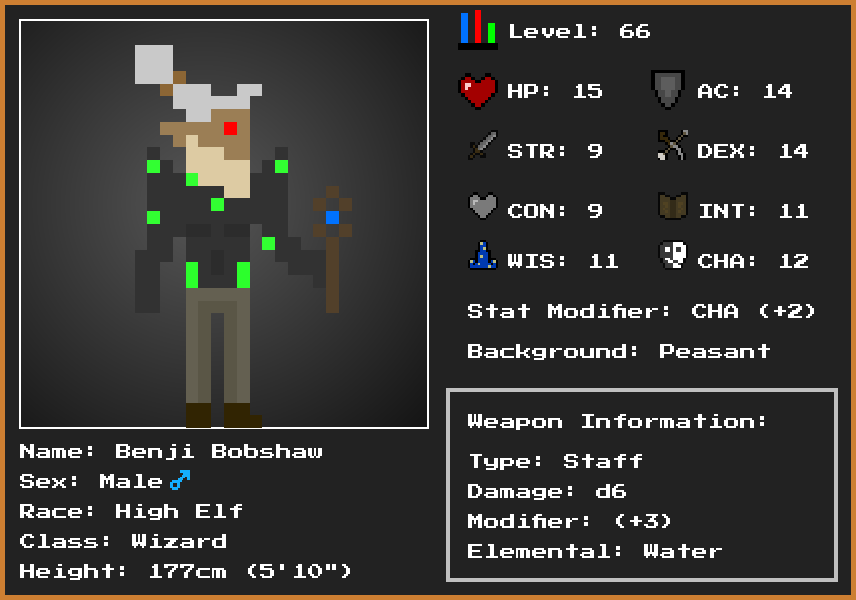 Level: 66
HP: 15
AC: 14
STR: 9
DEX: 14
CON: 9
INT: 11
WIS: 11
CHA: 12
Stat Modifier: CHA (+2)
Background: Peasant
Weapon Information:
Type: Staff
Damage: d6
Modifier: (+3)
Elemental: Water
Name: Benji Bobshaw
Sex: Male ♂
Race: High Elf
Class: Wizard
Height: 177cm (5'10")